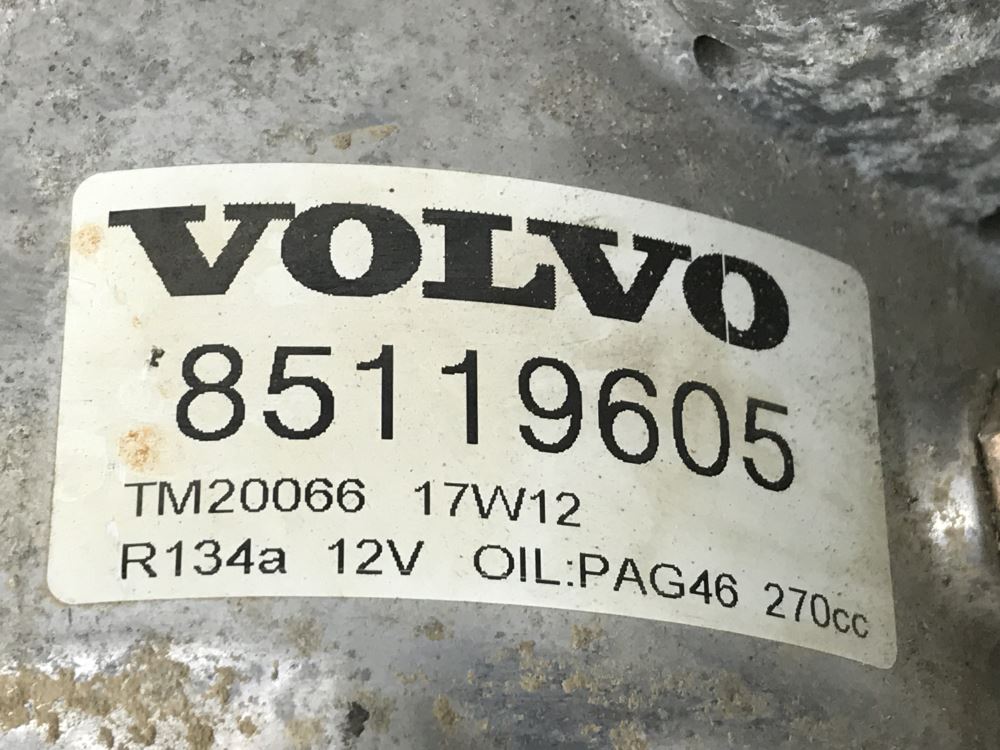 VOLVO
85119605
TM20066 17W12
R134a 12V OIL:PAG46 270cc